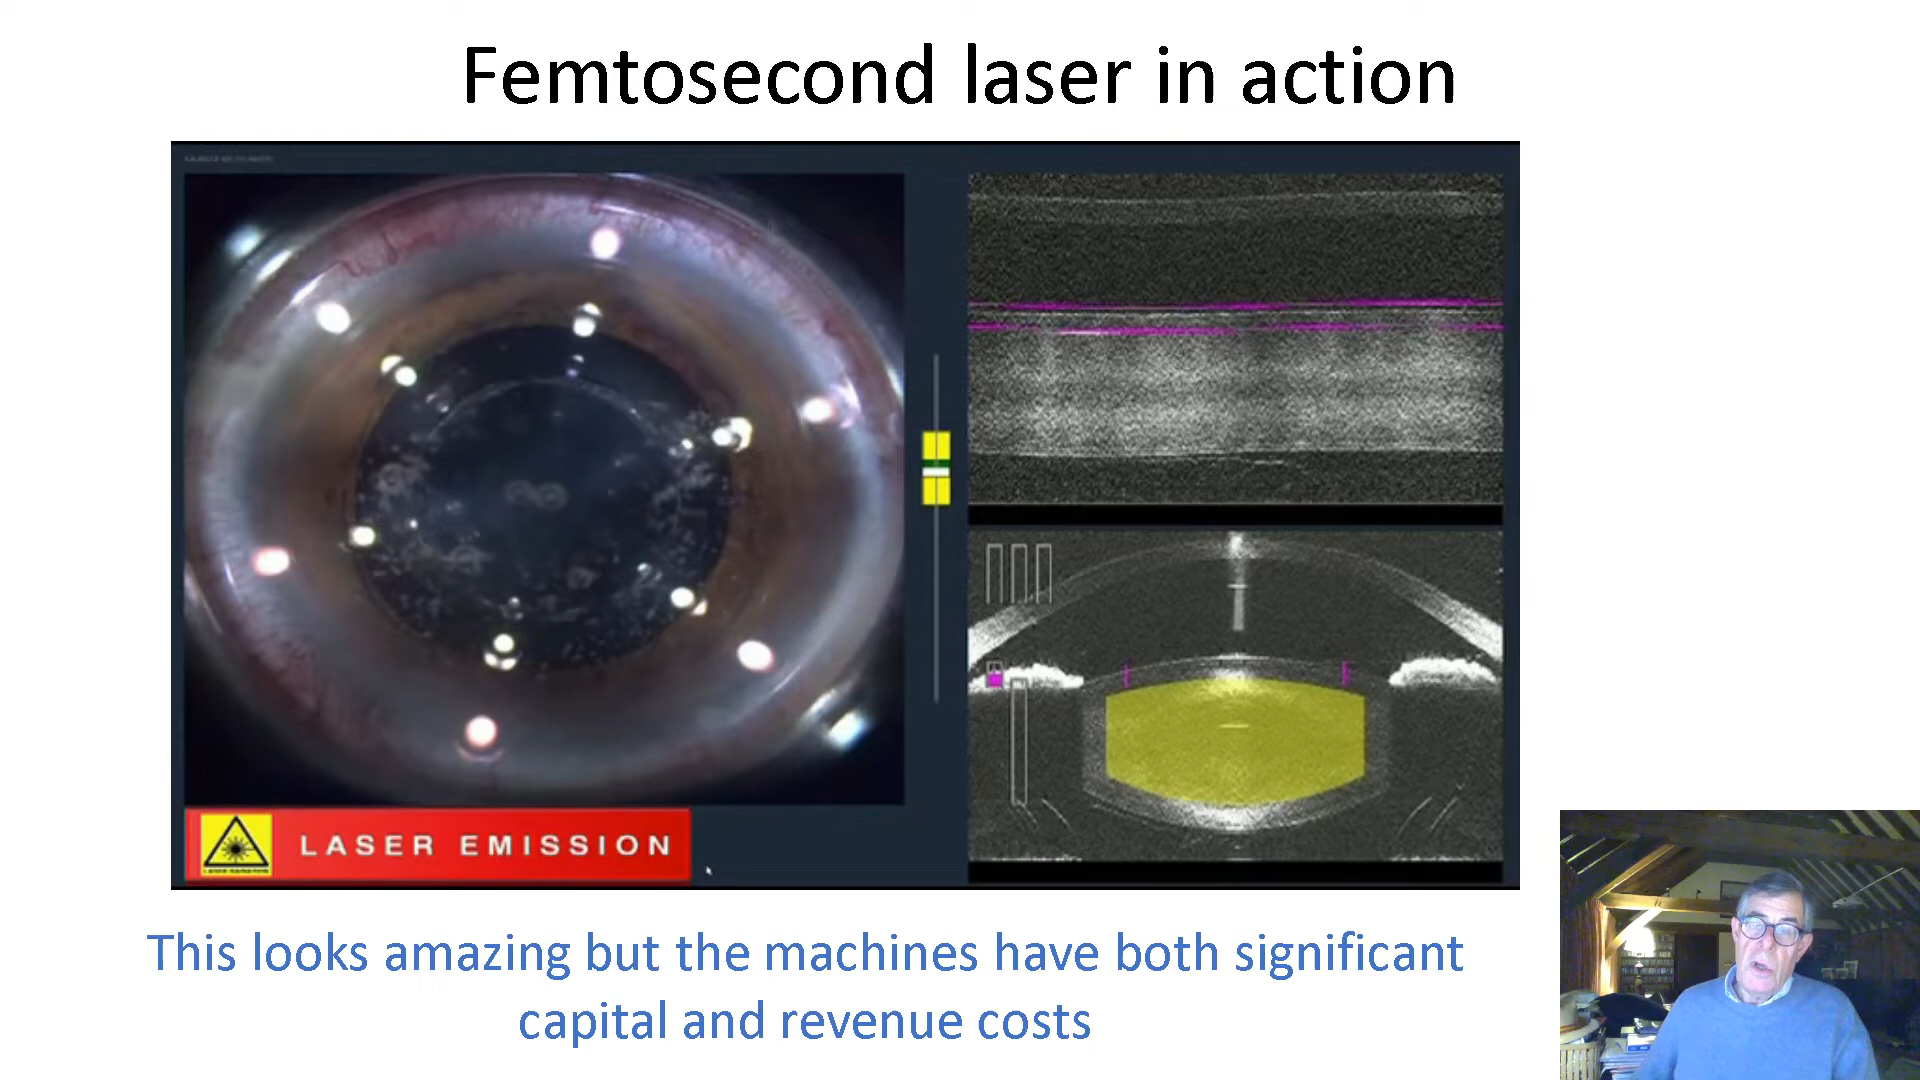 Femtosecond laser in action
LASER EMISSION
This looks amazing but the machines have both significant
capital and revenue costs